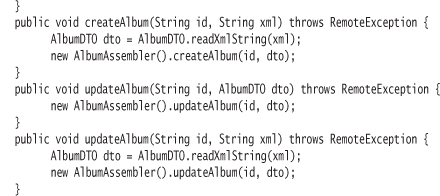 }
public void createAlbum(String id, String xml) throws RemoteException {
AlbumDTO dto = AlbumDTO.readXmlString(xml);
new AlbumAssembler().createAlbum(id, dto);
}
public void updateAlbum(String id, AlbumDTO dto) throws RemoteException {
new AlbumAssembler().updateAlbum(id, dto);
}
public void updateAlbum(String id, String xml) throws RemoteException {
AlbumDTO dto = AlbumDTO.readXmlString(xml);
new AlbumAssembler().updateAlbum(id, dto);
}